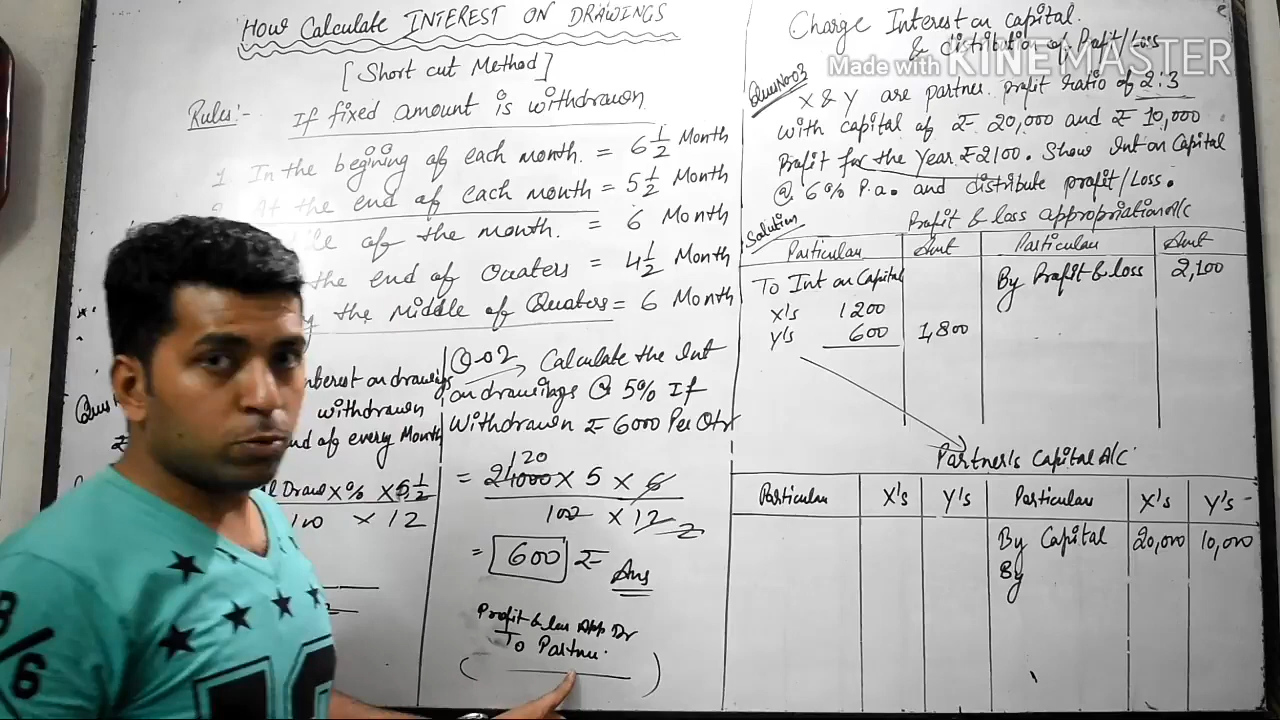 How Calculate INTEREST ON DRAWINGS
[Short cut Method]
Rules:- If fixed amount is withdrawn
1. In the begining of each month. = 6 1/2 Month
At the end of each month = 5 1/2 Month
of the month. = 6 Month
the end of Quaters = 4 1/2 Month
the Middle of Quaters = 6 Month
interest on drawings
withdrawn
end of every Month
Draw x % x 5 1/2
100 x 12
Q-02 Calculate the Int
on drawings @ 5% If
Withdrawn ₹ 6000 Per Qtr
120
= 24000 x 5 x 6
100 x 12 2
= 600 ₹ Ans
Profit & loss App Dr
To Partner
Charge Interest on capital.
& distribution of Profit/Loss
Made with KINEMASTER
Ques No-03
X & Y are partner profit ratio of 2:3
with capital of ₹ 20,000 and ₹ 10,000
Profit for the Year ₹2100. Show Int on Capital
@ 6% P.a. and distribute profit/Loss.
Solution
Profit & loss appropriation A/c
Particular Amt Particular Amt
To Int on Capital By Profit & loss 2,100
X's 1200
Y's 600 1,800
Partner's Capital A/C
Particular X's Y's Particular X's Y's
By Capital 20,000 10,000
By